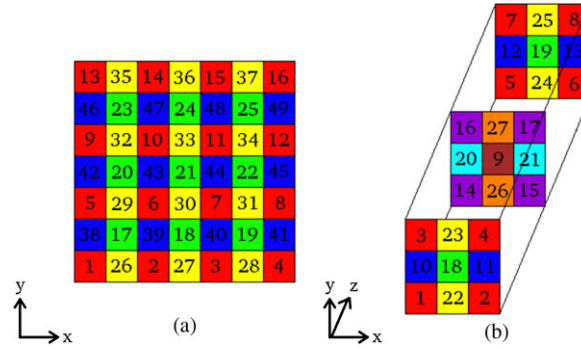 13 35 14 36 15 37 16
46 23 47 24 48 25 49
9 32 10 33 11 34 12
42 20 43 21 44 22 45
5 29 6 30 7 31 8
38 17 39 18 40 19 41
1 26 2 27 3 28 4
y
x
(a)
7 25 8
12 19 13
5 24 6
16 27 17
20 9 21
14 26 15
3 23 4
10 18 11
1 22 2
y z
x
(b)